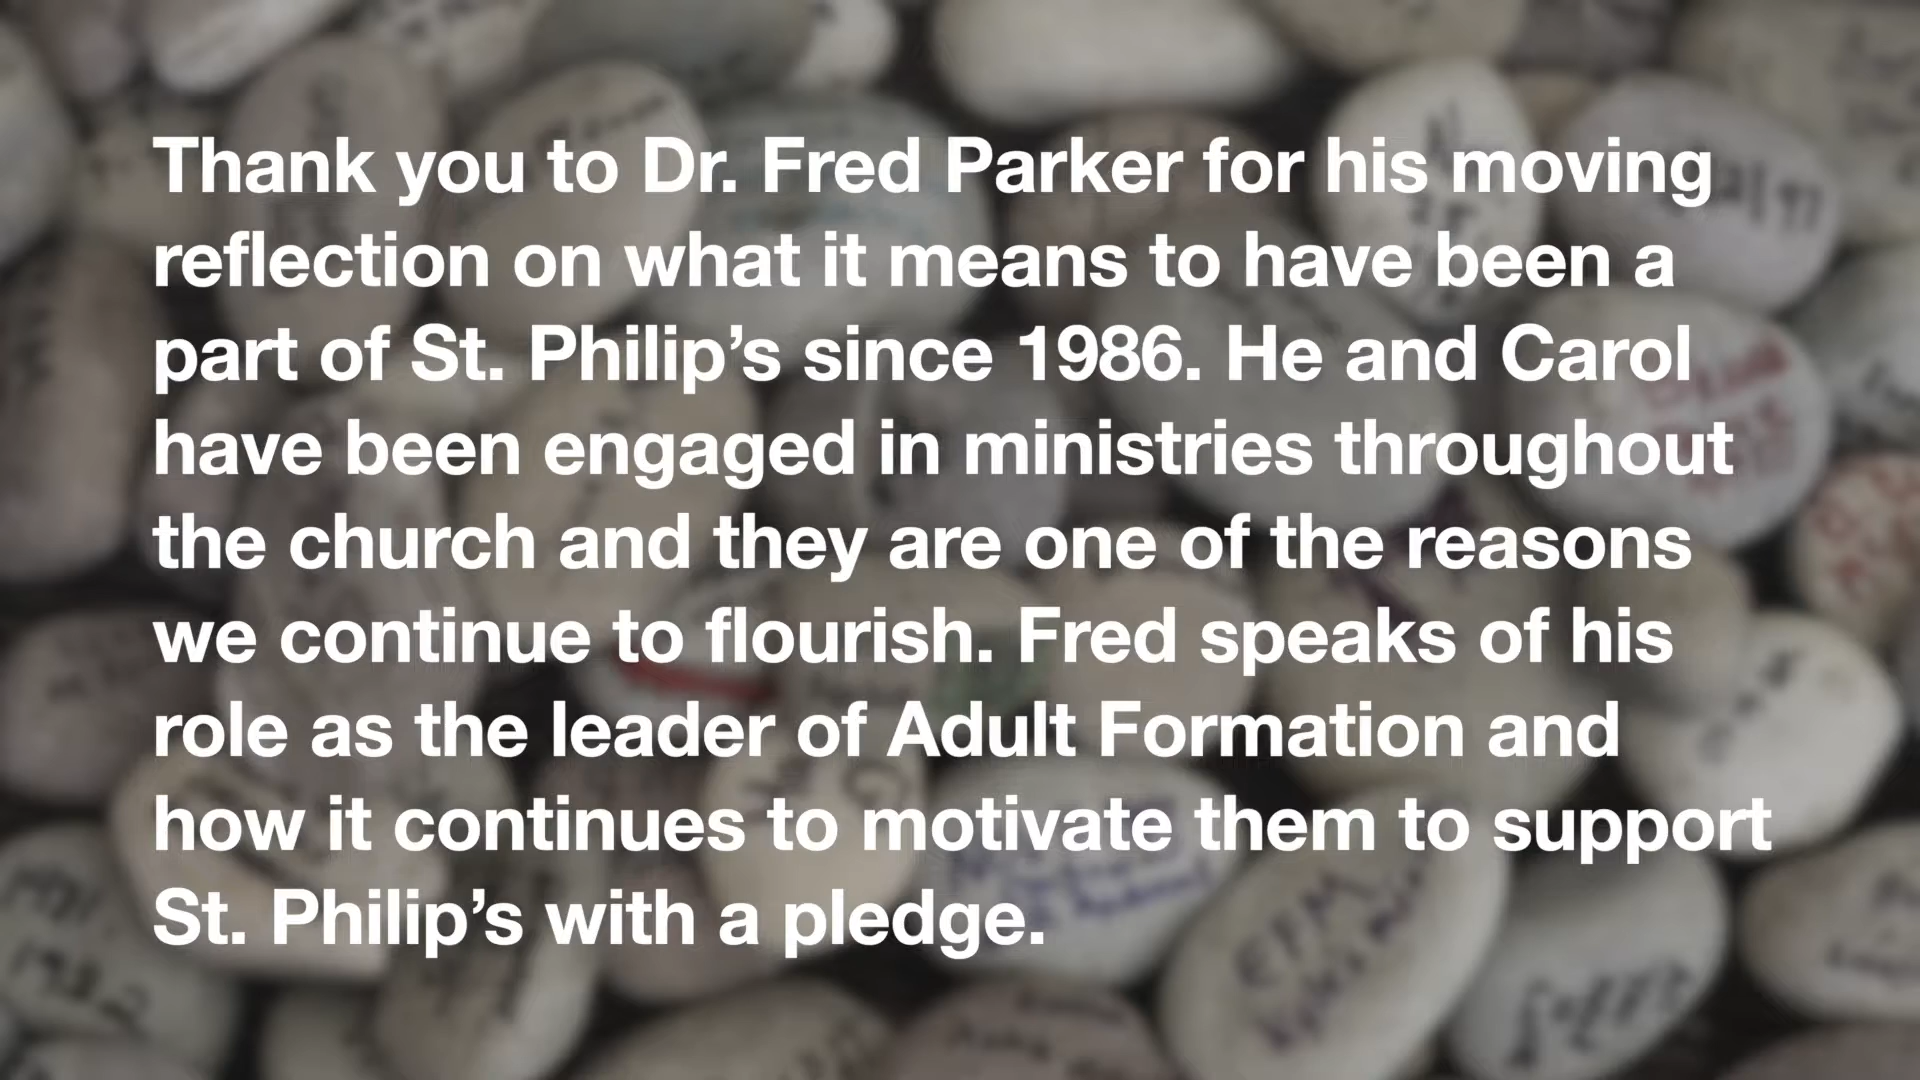 Thank you to Dr. Fred Parker for his moving
reflection on what it means to have been a
part of St. Philip’s since 1986. He and Carol
have been engaged in ministries throughout
the church and they are one of the reasons
we continue to flourish. Fred speaks of his
role as the leader of Adult Formation and
how it continues to motivate them to support
St. Philip’s with a pledge.